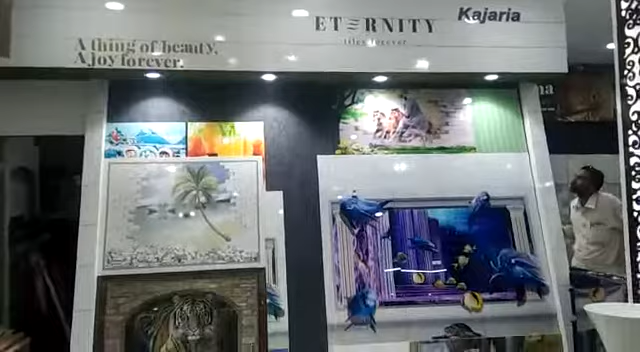 ETERNITY
tiles forever
Kajaria
A thing of beauty,
A joy forever.